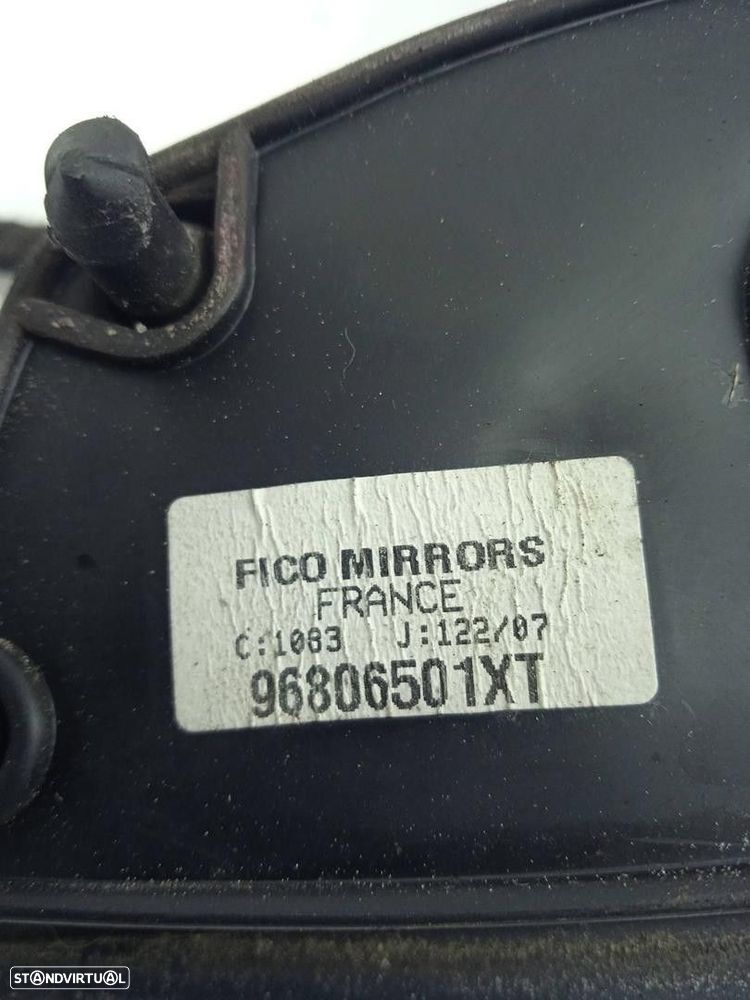 FICO MIRRORS
FRANCE
C:1083 J:122/07
96806501XT
STANDVIRTUAL